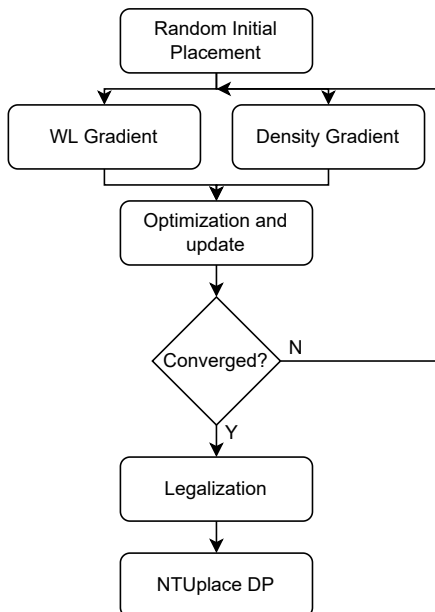 Random Initial
Placement
WL Gradient
Density Gradient
Optimization and
update
Converged?
N
Y
Legalization
NTUplace DP